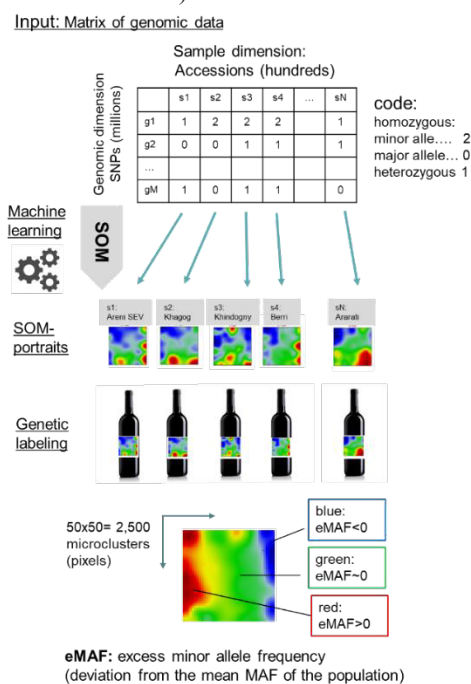 Input: Matrix of genomic data
Sample dimension:
Accessions (hundreds)
Genomic dimension
SNPs (millions)
s1 s2 s3 s4 ... sN
g1 1 2 2 2 1
g2 0 0 1 1 1
...
gM 1 0 1 1 0
code:
homozygous:
minor alle.... 2
major allele... 0
heterozygous 1
Machine
learning
SOM
SOM-
portraits
s1:
Areni SEV
s2:
Khagog
s3:
Khindogny
s4:
Berri
sN:
Ararati
Genetic
labeling
50x50= 2,500
microclusters
(pixels)
blue:
eMAF<0
green:
eMAF~0
red:
eMAF>0
eMAF: excess minor allele frequency
(deviation from the mean MAF of the population)